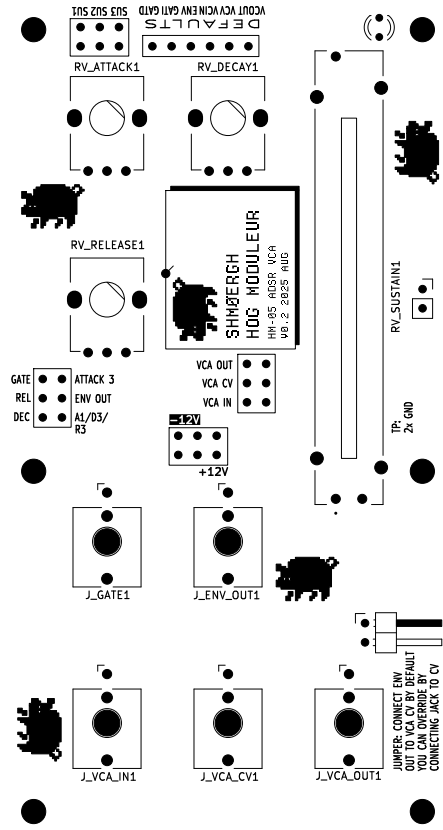 SU3 SU2 SU1
VCOUT VCV VCIN ENV GATI GATD
DEFAULTS
RV_ATTACK1
RV_DECAY1
RV_RELEASE1
SHMØERGH
HOG MODULEUR
HM-05 ADSR VCA
V0.2 2025 AUG
RV_SUSTAIN1
VCA OUT
VCA CV
VCA IN
GATE
ATTACK 3
REL
ENV OUT
DEC
A1/D3/
R3
TP:
2x GND
-12V
+12V
J_GATE1
J_ENV_OUT1
JUMPER: CONNECT ENV
OUT TO VCA CV BY DEFAULT
YOU CAN OVERRIDE BY
CONNECTING JACK TO CV
J_VCA_IN1
J_VCA_CV1
J_VCA_OUT1